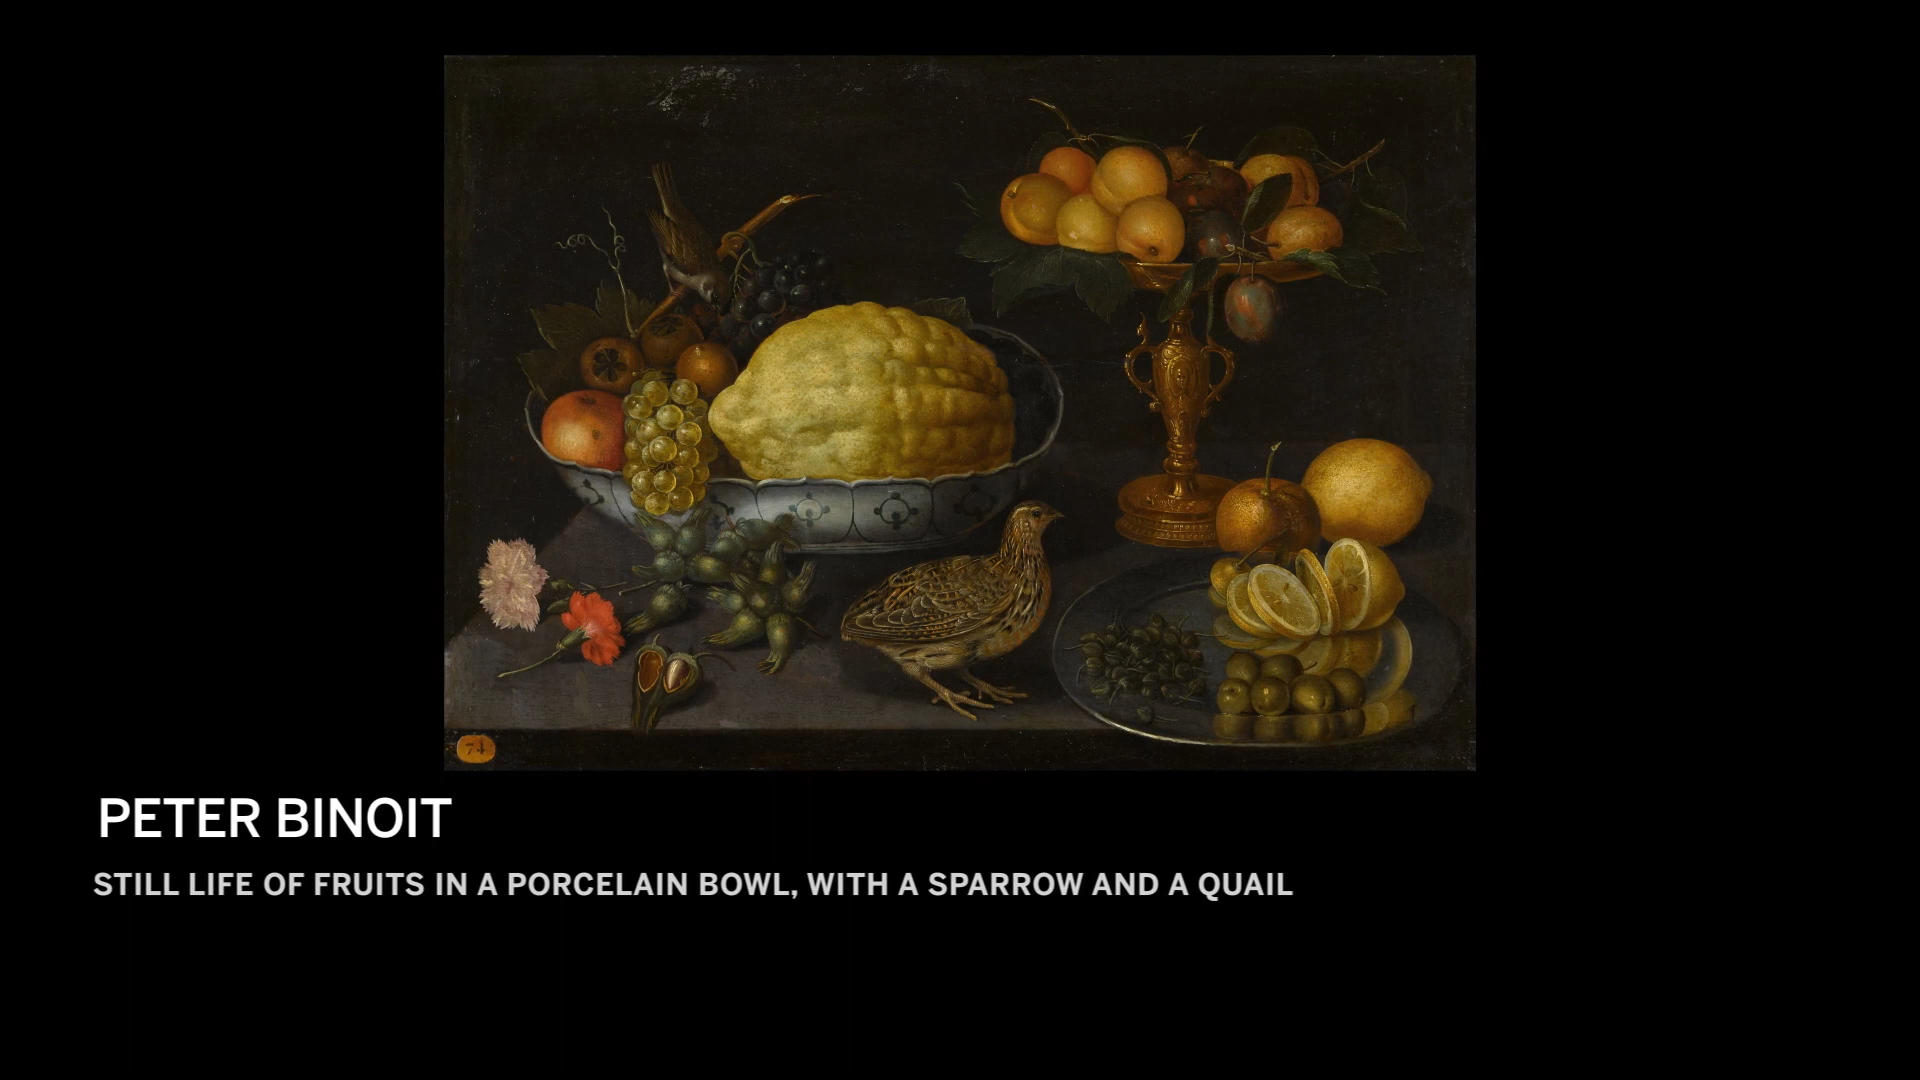 74
PETER BINOIT
STILL LIFE OF FRUITS IN A PORCELAIN BOWL, WITH A SPARROW AND A QUAIL